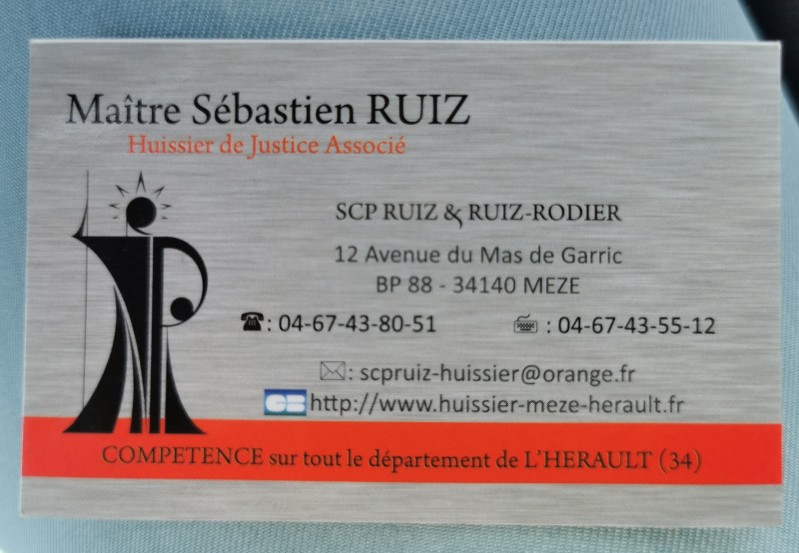 Maître Sébastien RUIZ
Huissier de Justice Associé
SCP RUIZ & RUIZ-RODIER
12 Avenue du Mas de Garric
BP 88 - 34140 MEZE
☎: 04-67-43-80-51 ⌨ : 04-67-43-55-12
✉: scpruiz-huissier@orange.fr
CB http://www.huissier-meze-herault.fr
COMPETENCE sur tout le département de L'HERAULT (34)